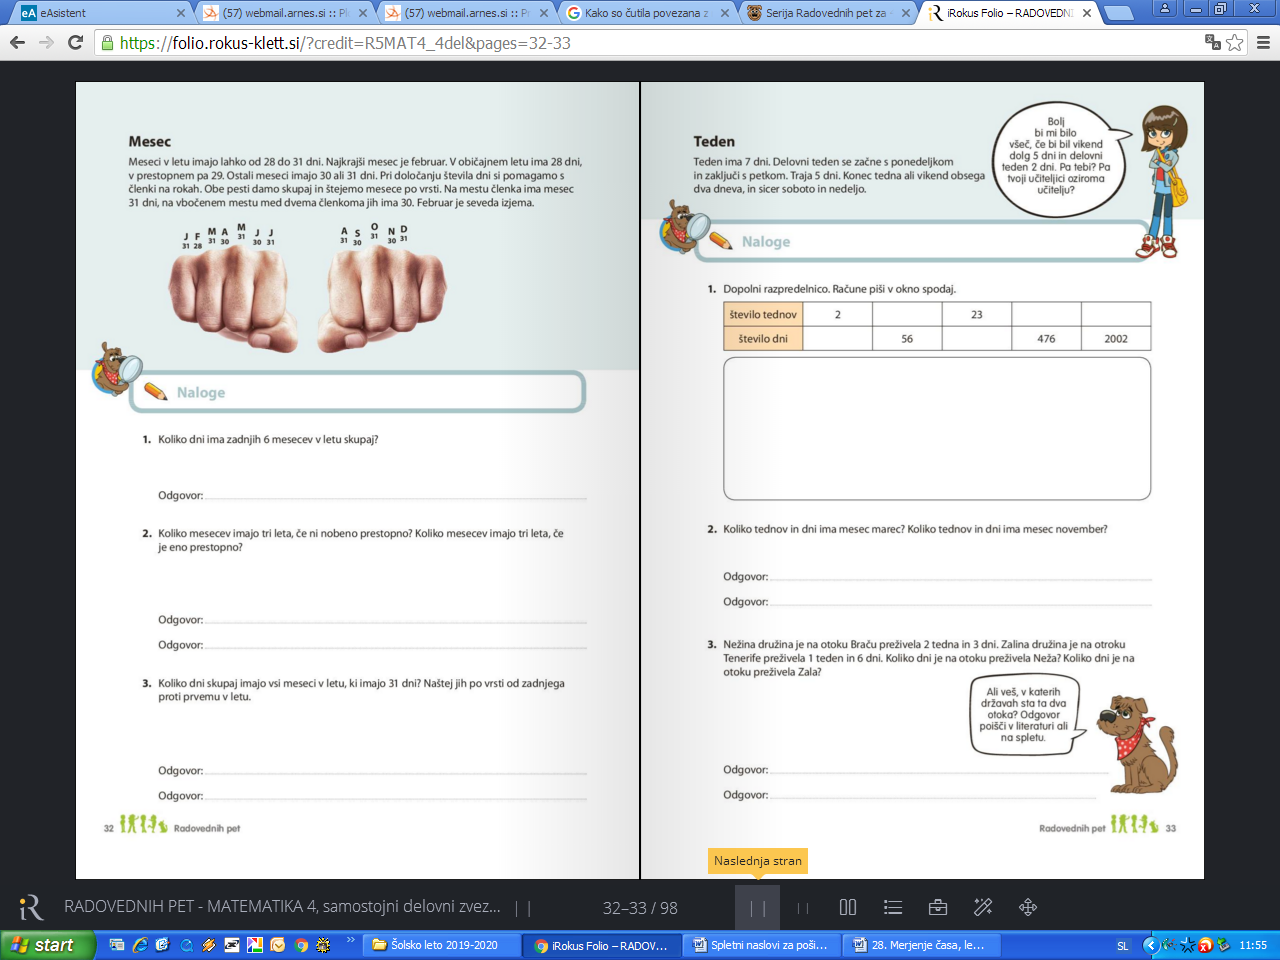 eAsistent
(57) webmail.arnes.si :: P
(57) webmail.arnes.si :: P
Kako so čutila povezana z
Serija Radovednih pet za
iRokus Folio – RADOVEDNI
https://folio.rokus-klett.si/?credit=R5MAT4_4del&pages=32-33
Mesec
Meseci v letu imajo lahko od 28 do 31 dni. Najkrajši mesec je februar. V običajnem letu ima 28 dni,
v prestopnem pa 29. Ostali meseci imajo 30 ali 31 dni. Pri določanju števila dni si pomagamo s
členki na rokah. Obe pesti damo skupaj in štejemo mesece po vrsti. Na mestu členka ima mesec
31 dni, na vbočenem mestu med dvema členkoma jih ima 30. Februar je seveda izjema.
J F M A M J J A S O N D
31 28 31 30 31 30 31 31 30 31 30 31
Naloge
1. Koliko dni ima zadnjih 6 mesecev v letu skupaj?
Odgovor:
2. Koliko mesecev imajo tri leta, če ni nobeno prestopno? Koliko mesecev imajo tri leta, če
je eno prestopno?
Odgovor:
Odgovor:
3. Koliko dni skupaj imajo vsi meseci v letu, ki imajo 31 dni? Naštej jih po vrsti od zadnjega
proti prvemu v letu.
Odgovor:
Odgovor:
32 Radovednih pet
Teden
Teden ima 7 dni. Delovni teden se začne s ponedeljkom
in zaključi s petkom. Traja 5 dni. Konec tedna ali vikend obsega
dva dneva, in sicer soboto in nedeljo.
Bolj
bi mi bilo
všeč, če bi bil vikend
dolg 5 dni in delovni
teden 2 dni. Pa tebi? Pa
tvoji učiteljici oziroma
učitelju?
Naloge
1. Dopolni razpredelnico. Račune piši v okno spodaj.
število tednov 2 23
število dni 56 476 2002
2. Koliko tednov in dni ima mesec marec? Koliko tednov in dni ima mesec november?
Odgovor:
Odgovor:
3. Nežina družina je na otoku Braču preživela 2 tedna in 3 dni. Zalina družina je na otroku
Tenerife preživela 1 teden in 6 dni. Koliko dni je na otoku preživela Neža? Koliko dni je na
otoku preživela Zala?
Ali veš, v katerih
državah sta ta dva
otoka? Odgovor
poišči v literaturi ali
na spletu.
Odgovor:
Odgovor:
Radovednih pet 33
Naslednja stran
iR RADOVEDNIH PET - MATEMATIKA 4, samostojni delovni zvez...
32–33 / 98
start
Šolsko leto 2019-2020
iRokus Folio – RADOV...
Spletni naslovi za poši...
28. Merjenje časa, le...
SL
11:55